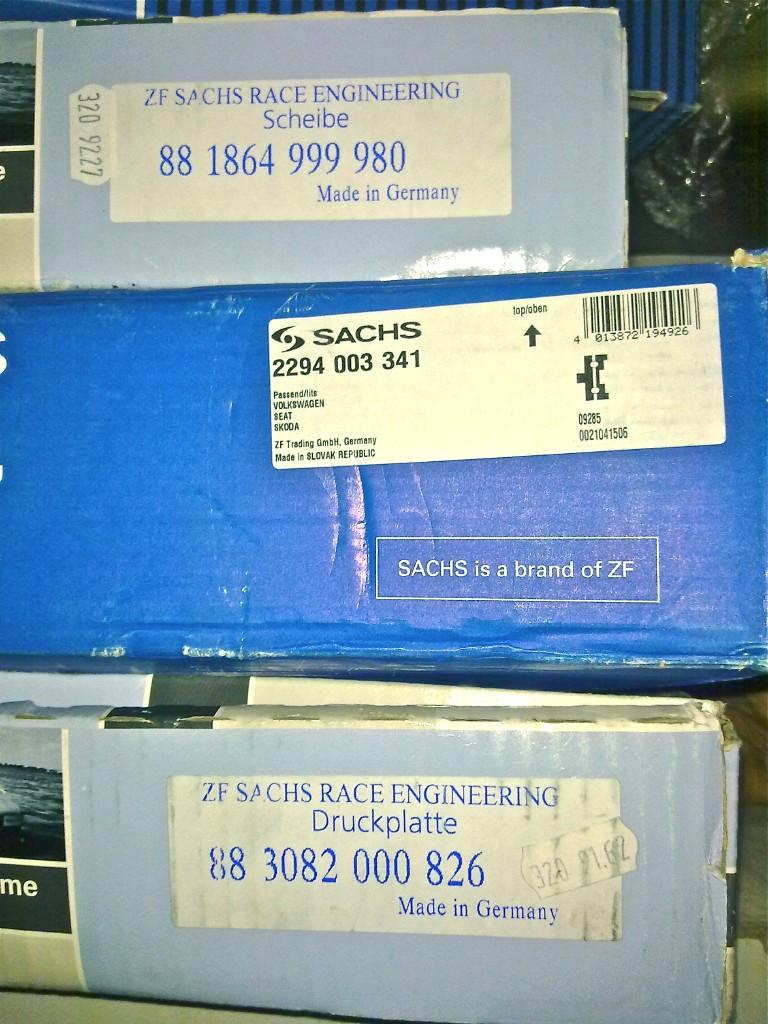 e
320 9227
ZF SACHS RACE ENGINEERING
Scheibe
88 1864 999 980
Made in Germany
S
SACHS
2294 003 341
top/oben
4 013872 194926
Passend/fits
VOLKSWAGEN
SEAT
SKODA
ZF Trading GmbH, Germany
Made in SLOVAK REPUBLIC
09285
0021041506
SACHS is a brand of ZF
ZF SACHS RACE ENGINEERING
Druckplatte
88 3082 000 826
Made in Germany
me
320